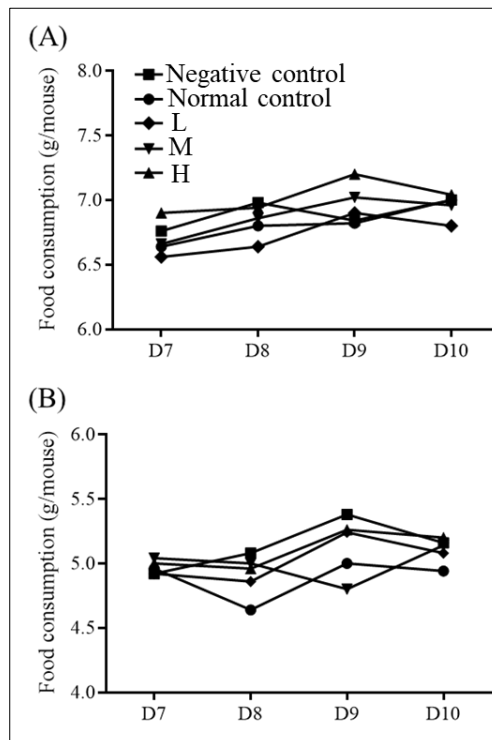 (A)
Food consumption (g/mouse)
8.0
7.5
7.0
6.5
6.0
Negative control
Normal control
L
M
H
D7 D8 D9 D10
(B)
Food consumption (g/mouse)
6.0
5.5
5.0
4.5
4.0
D7 D8 D9 D10